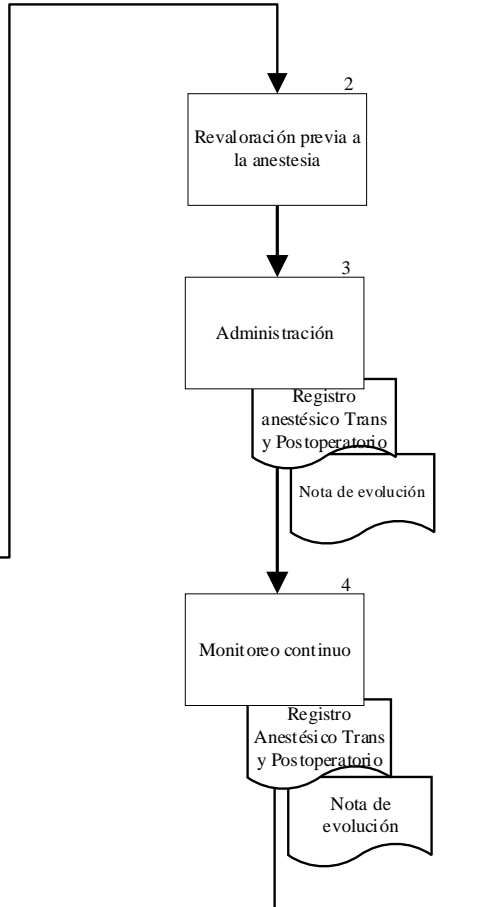 2
Revaloración previa a
la anestesia
3
Administración
Registro
anestésico Trans
y Postoperatorio
Nota de evolución
4
Monitoreo continuo
Registro
Anestésico Trans
y Postoperatorio
Nota de
evolución